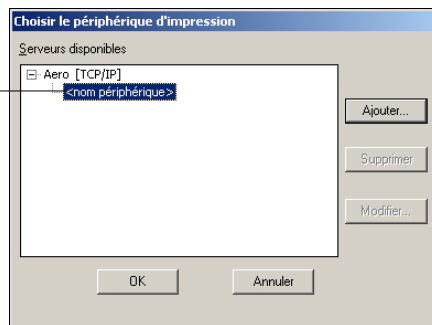 Choisir le périphérique d'impression
Serveurs disponibles
Aero [TCP/IP]
<nom périphérique>
Ajouter...
Supprimer
Modifier...
OK
Annuler